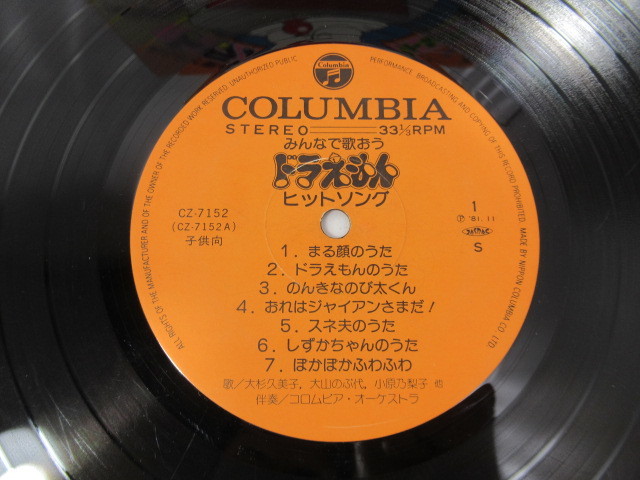 Columbia
ALL RIGHTS OF THE MANUFACTURER AND OF THE OWNER OF THE RECORDED WORK RESERVED. UNAUTHORIZED PUBLIC PERFORMANCE, BROADCASTING AND COPYING OF THIS RECORD PROHIBITED. MADE BY NIPPON COLUMBIA CO., LTD.
COLUMBIA
STEREO 33⅓RPM
みんなで歌おう
ドラえもん
ヒットソング
CZ-7152
(CZ-7152A)
子供向
1
Ⓟ '81. 11
S
1. まる顔のうた
2. ドラえもんのうた
3. のんきなのび太くん
4. おれはジャイアンさまだ!
5. スネ夫のうた
6. しずかちゃんのうた
7. ぽかぽかふわふわ
歌/大杉久美子, 大山のぶ代, 小原乃梨子 他
伴奏/コロムビア・オーケストラ